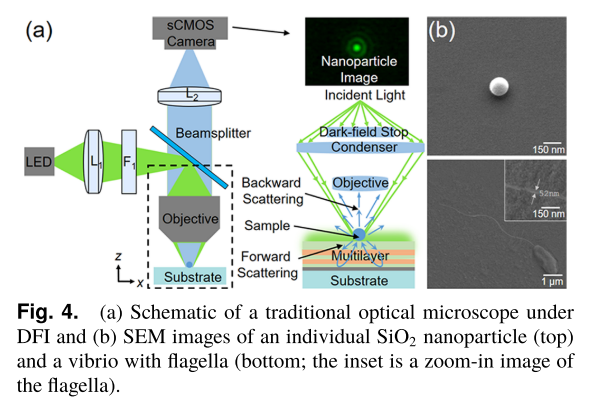 (a)
sCMOS
Camera
L₂
Beamsplitter
LED
L₁
F₁
Objective
z
x
Substrate
Nanoparticle
Image
Incident Light
Dark-field Stop
Condenser
Backward
Scattering
Objective
Sample
Forward
Scattering
Multilayer
Substrate
(b)
150 nm
52nm
150 nm
1 μm
Fig. 4. (a) Schematic of a traditional optical microscope under
DFI and (b) SEM images of an individual SiO₂ nanoparticle (top)
and a vibrio with flagella (bottom; the inset is a zoom-in image of
the flagella).